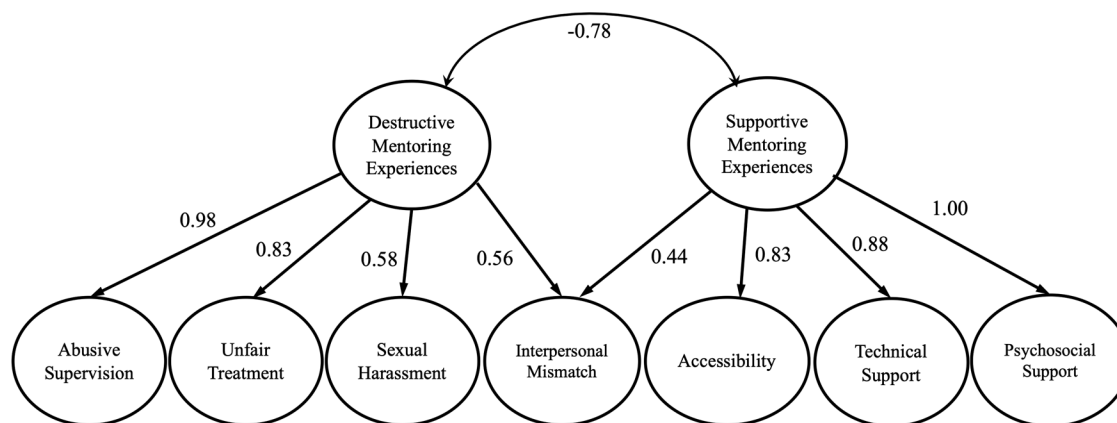 -0.78
Destructive
Mentoring
Experiences
Supportive
Mentoring
Experiences
0.98
0.83
0.58
0.56
0.44
0.83
0.88
1.00
Abusive
Supervision
Unfair
Treatment
Sexual
Harassment
Interpersonal
Mismatch
Accessibility
Technical
Support
Psychosocial
Support